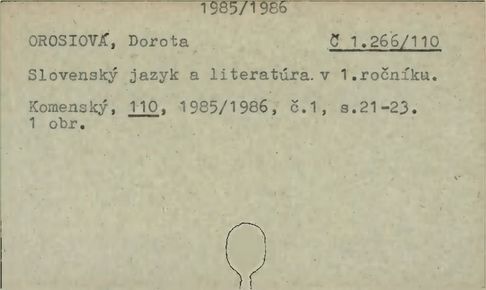 1985/1986
OROSIOVÁ, Dorota Č 1.266/110
Slovenský jazyk a literatúra v 1.ročníku.
Komenský, 110, 1985/1986, č.1, s.21-23.
1 obr.